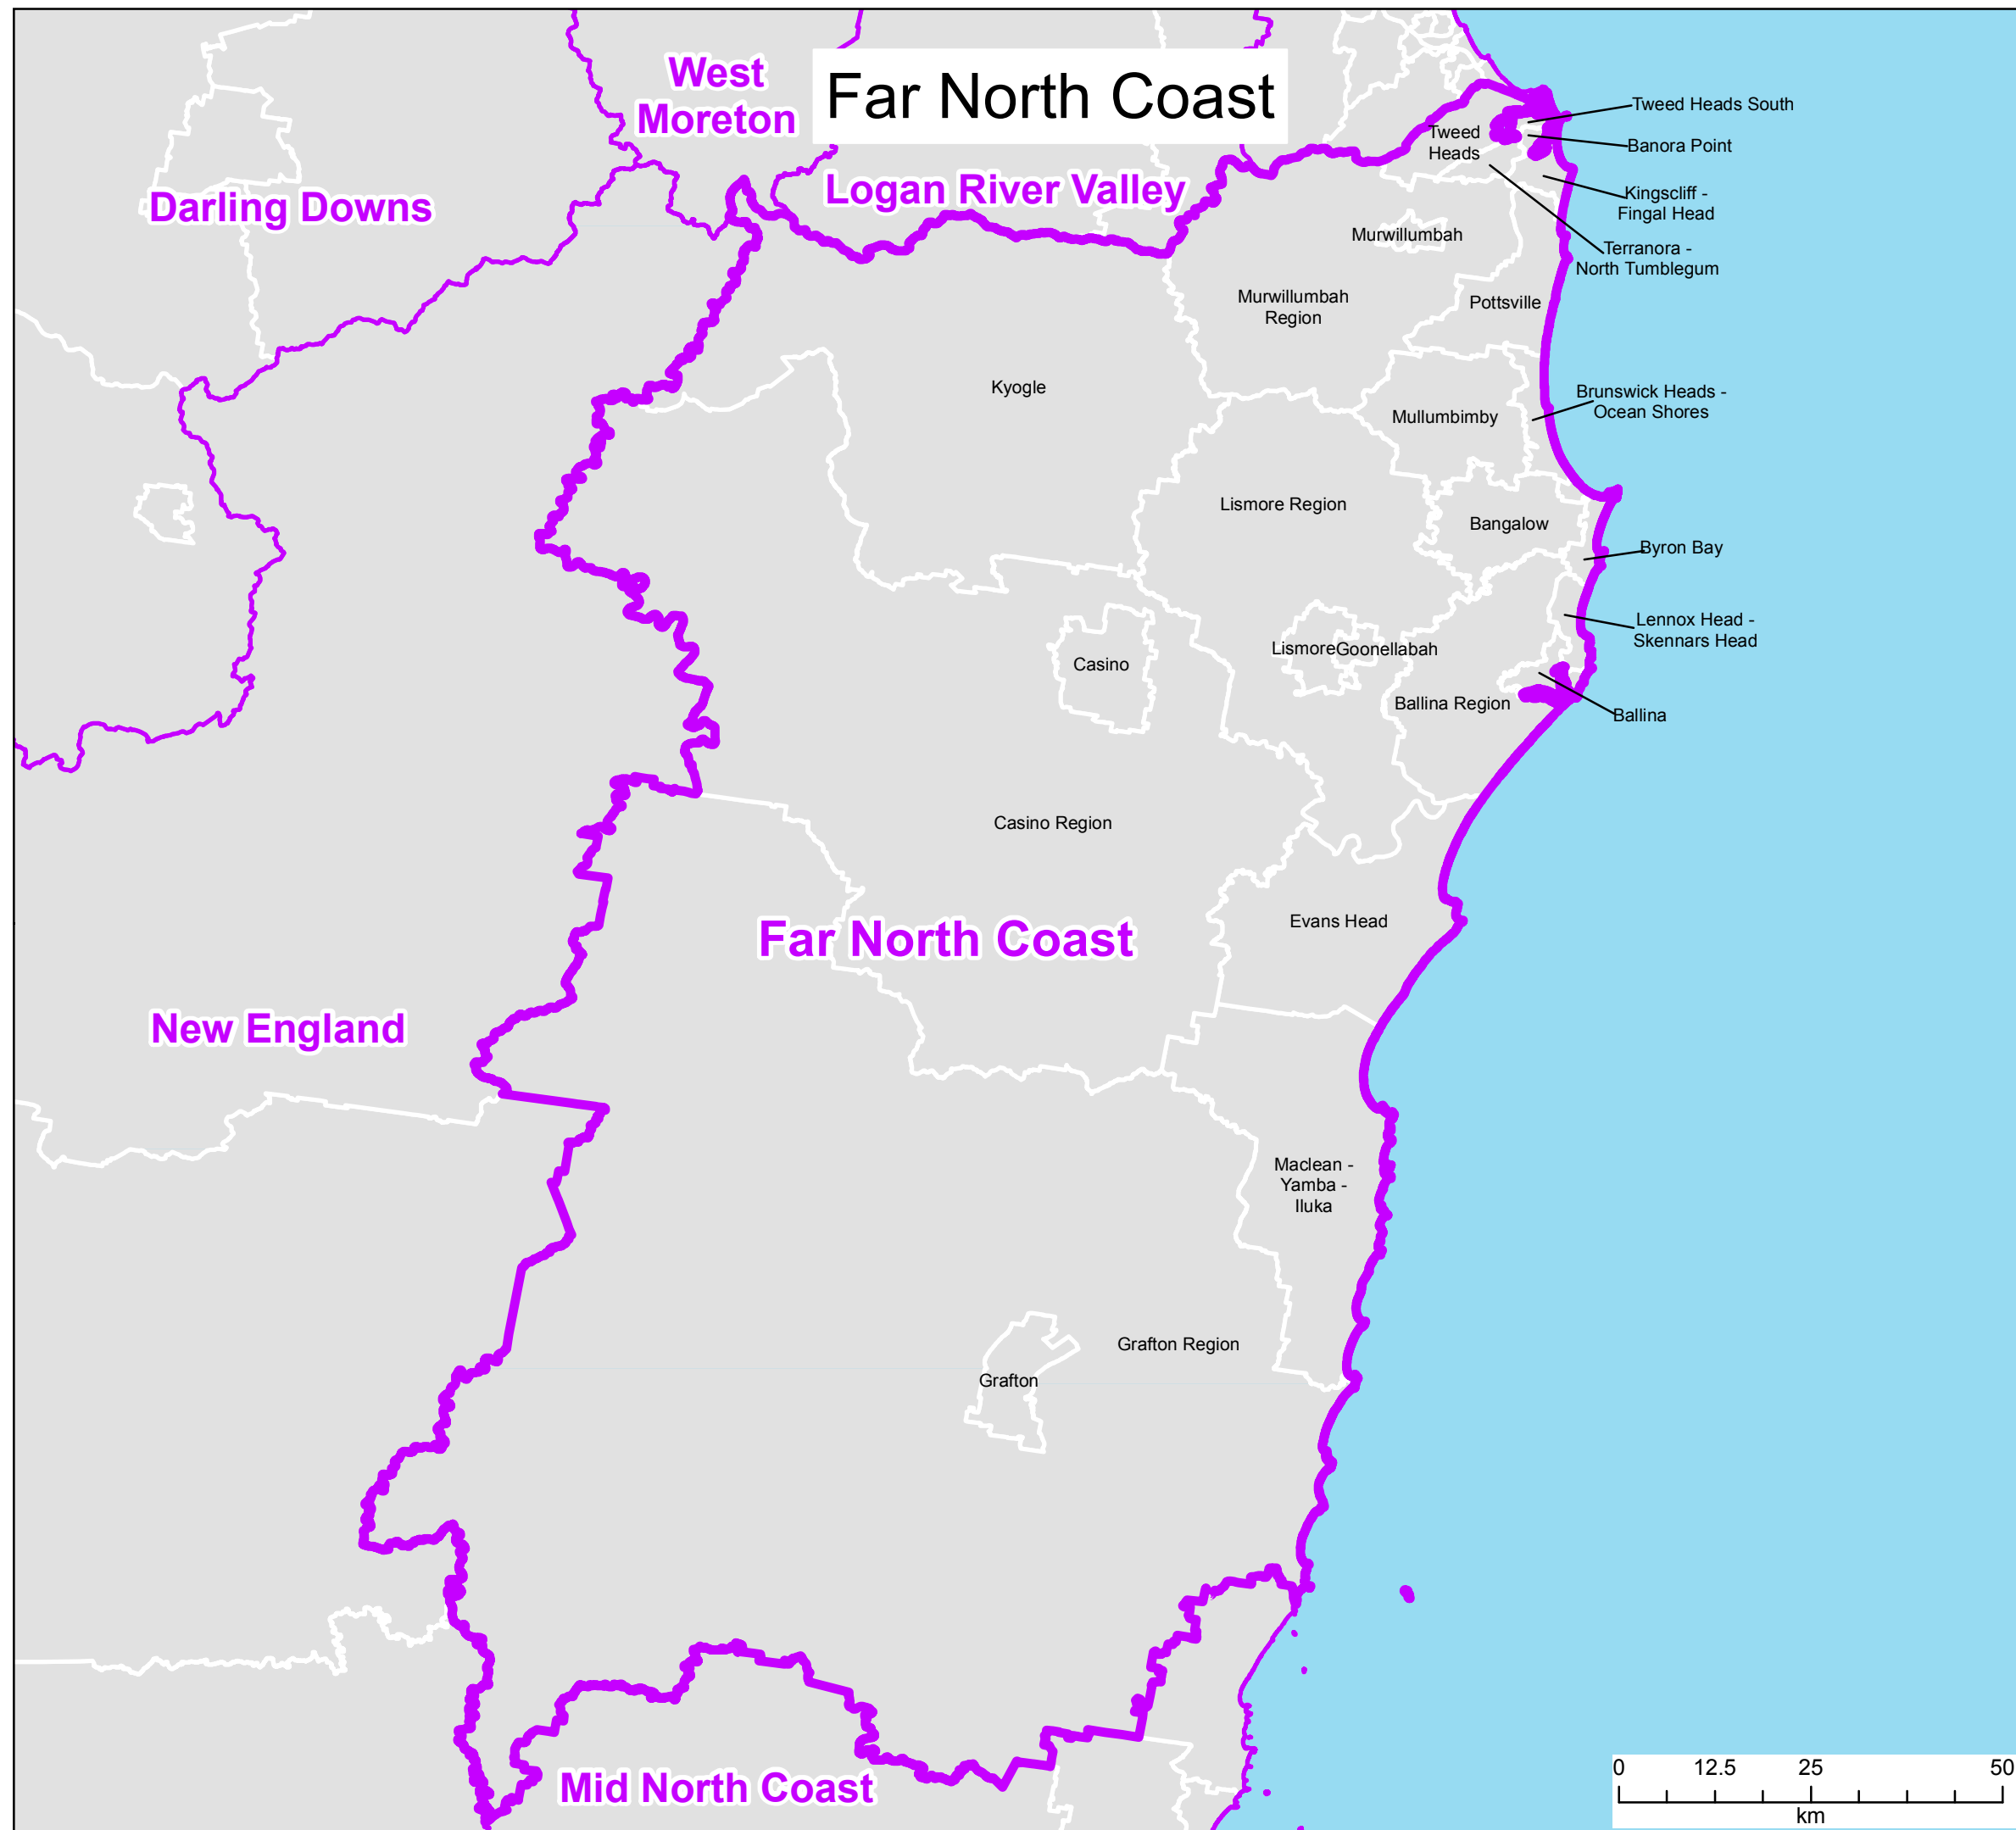 Far North Coast
West
Moreton
Darling Downs
Logan River Valley
Tweed Heads South
Tweed
Heads
Banora Point
Kingscliff -
Fingal Head
Murwillumbah
Terranora -
North Tumblegum
Murwillumbah
Region
Pottsville
Kyogle
Mullumbimby
Brunswick Heads -
Ocean Shores
Lismore Region
Bangalow
Byron Bay
Lennox Head -
Skennars Head
Casino
Lismore
Goonellabah
Ballina Region
Ballina
Casino Region
Evans Head
Far North Coast
New England
Maclean -
Yamba -
Iluka
Grafton Region
Grafton
Mid North Coast
0 12.5 25 50
km